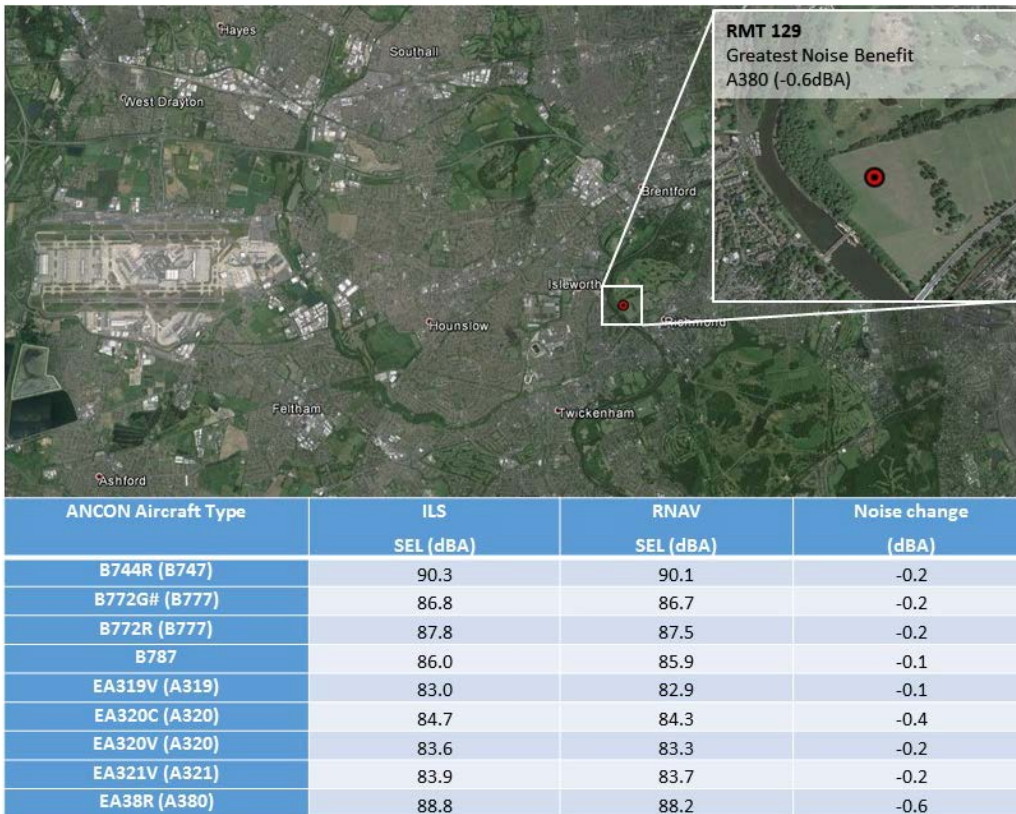 RMT 129
Greatest Noise Benefit
A380 (-0.6dBA)
Hayes
Southall
West Drayton
Brentford
Isleworth
Hounslow
Richmond
Feltham
Twickenham
Ashford
ANCON Aircraft Type ILS SEL (dBA) RNAV SEL (dBA) Noise change (dBA)
B744R (B747) 90.3 90.1 -0.2
B772G# (B777) 86.8 86.7 -0.2
B772R (B777) 87.8 87.5 -0.2
B787 86.0 85.9 -0.1
EA319V (A319) 83.0 82.9 -0.1
EA320C (A320) 84.7 84.3 -0.4
EA320V (A320) 83.6 83.3 -0.2
EA321V (A321) 83.9 83.7 -0.2
EA38R (A380) 88.8 88.2 -0.6